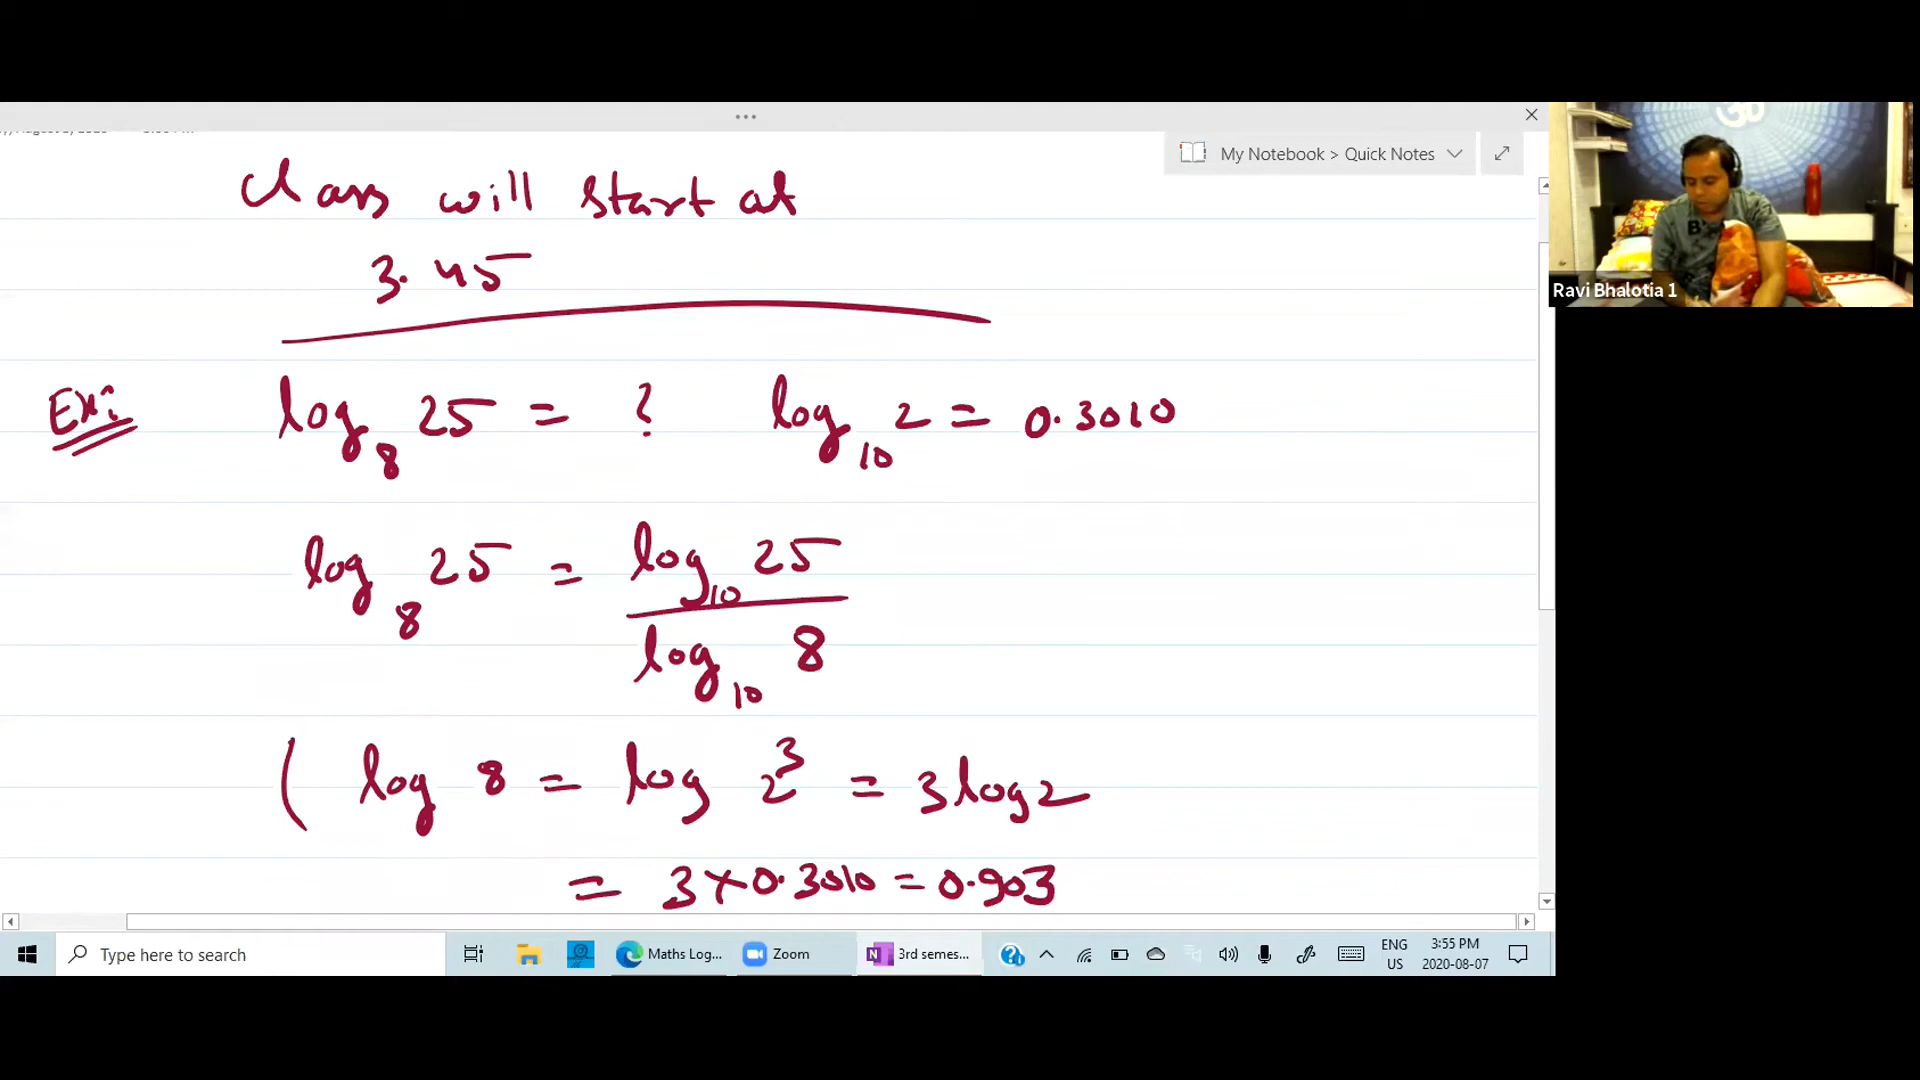 My Notebook > Quick Notes
Class will start at
3.45
Ex:
log₈ 25 = ? log₁₀ 2 = 0.3010
log₈ 25 = log₁₀ 25
log₁₀ 8
( log 8 = log 2³ = 3 log 2
= 3 × 0.3010 = 0.903
Ravi Bhalotia 1
Type here to search
Maths Log...
Zoom
3rd semes...
ENG
US
3:55 PM
2020-08-07